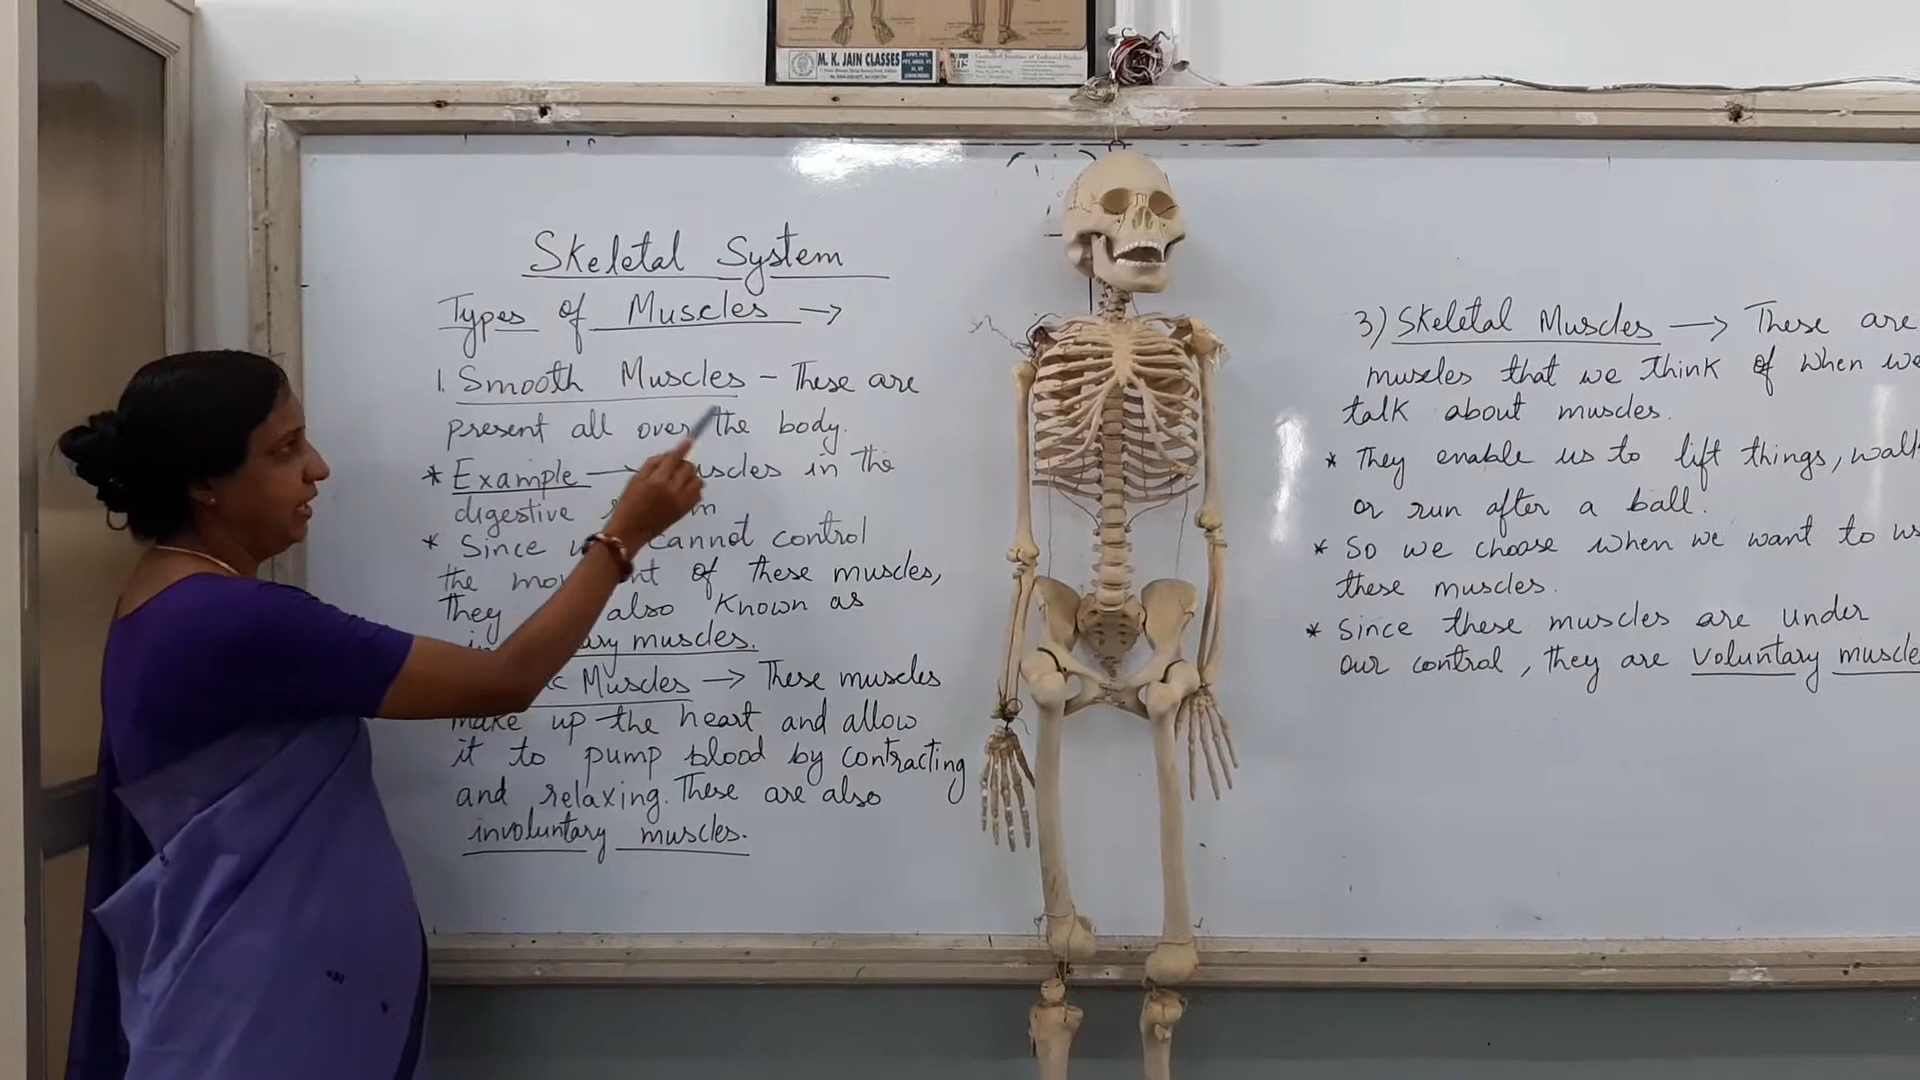 M. K. JAIN CLASSES
Skeletal System
Types of Muscles →
1. Smooth Muscles - These are
present all over the body.
* Example → muscles in the
digestive
* Since cannot control
the of these muscles,
they also known as
muscles.
Muscles → These muscles
make up the heart and allow
it to pump blood by contracting
and relaxing. These are also
involuntary muscles.
3) Skeletal Muscles → These are
muscles that we think of when we
talk about muscles.
* They enable us to lift things, walk
or run after a ball.
* So we choose when we want to
these muscles.
* Since these muscles are under
our control, they are voluntary muscle